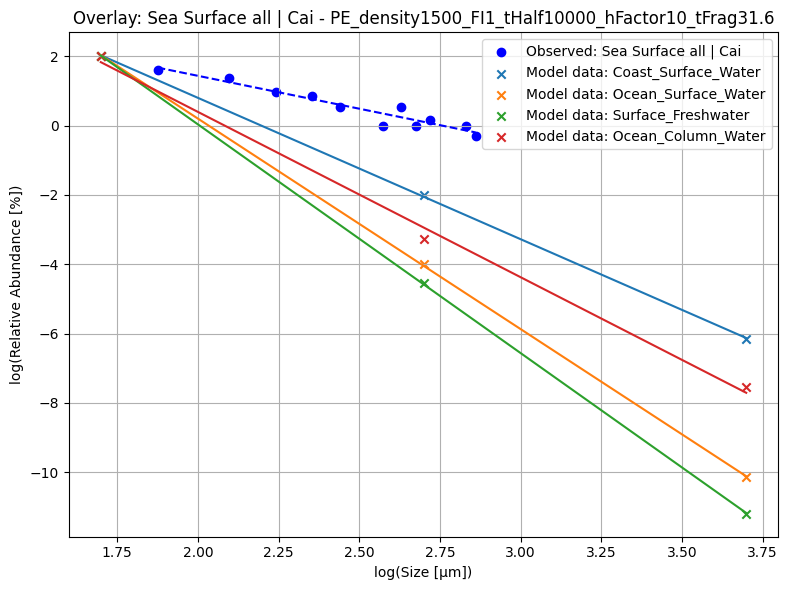 Overlay: Sea Surface all | Cai - PE_density1500_FI1_tHalf10000_hFactor10_tFrag31.6
Observed: Sea Surface all | Cai
Model data: Coast_Surface_Water
Model data: Ocean_Surface_Water
Model data: Surface_Freshwater
Model data: Ocean_Column_Water
log(Relative Abundance [%])
2
0
−2
−4
−6
−8
−10
1.75 2.00 2.25 2.50 2.75 3.00 3.25 3.50 3.75
log(Size [µm])